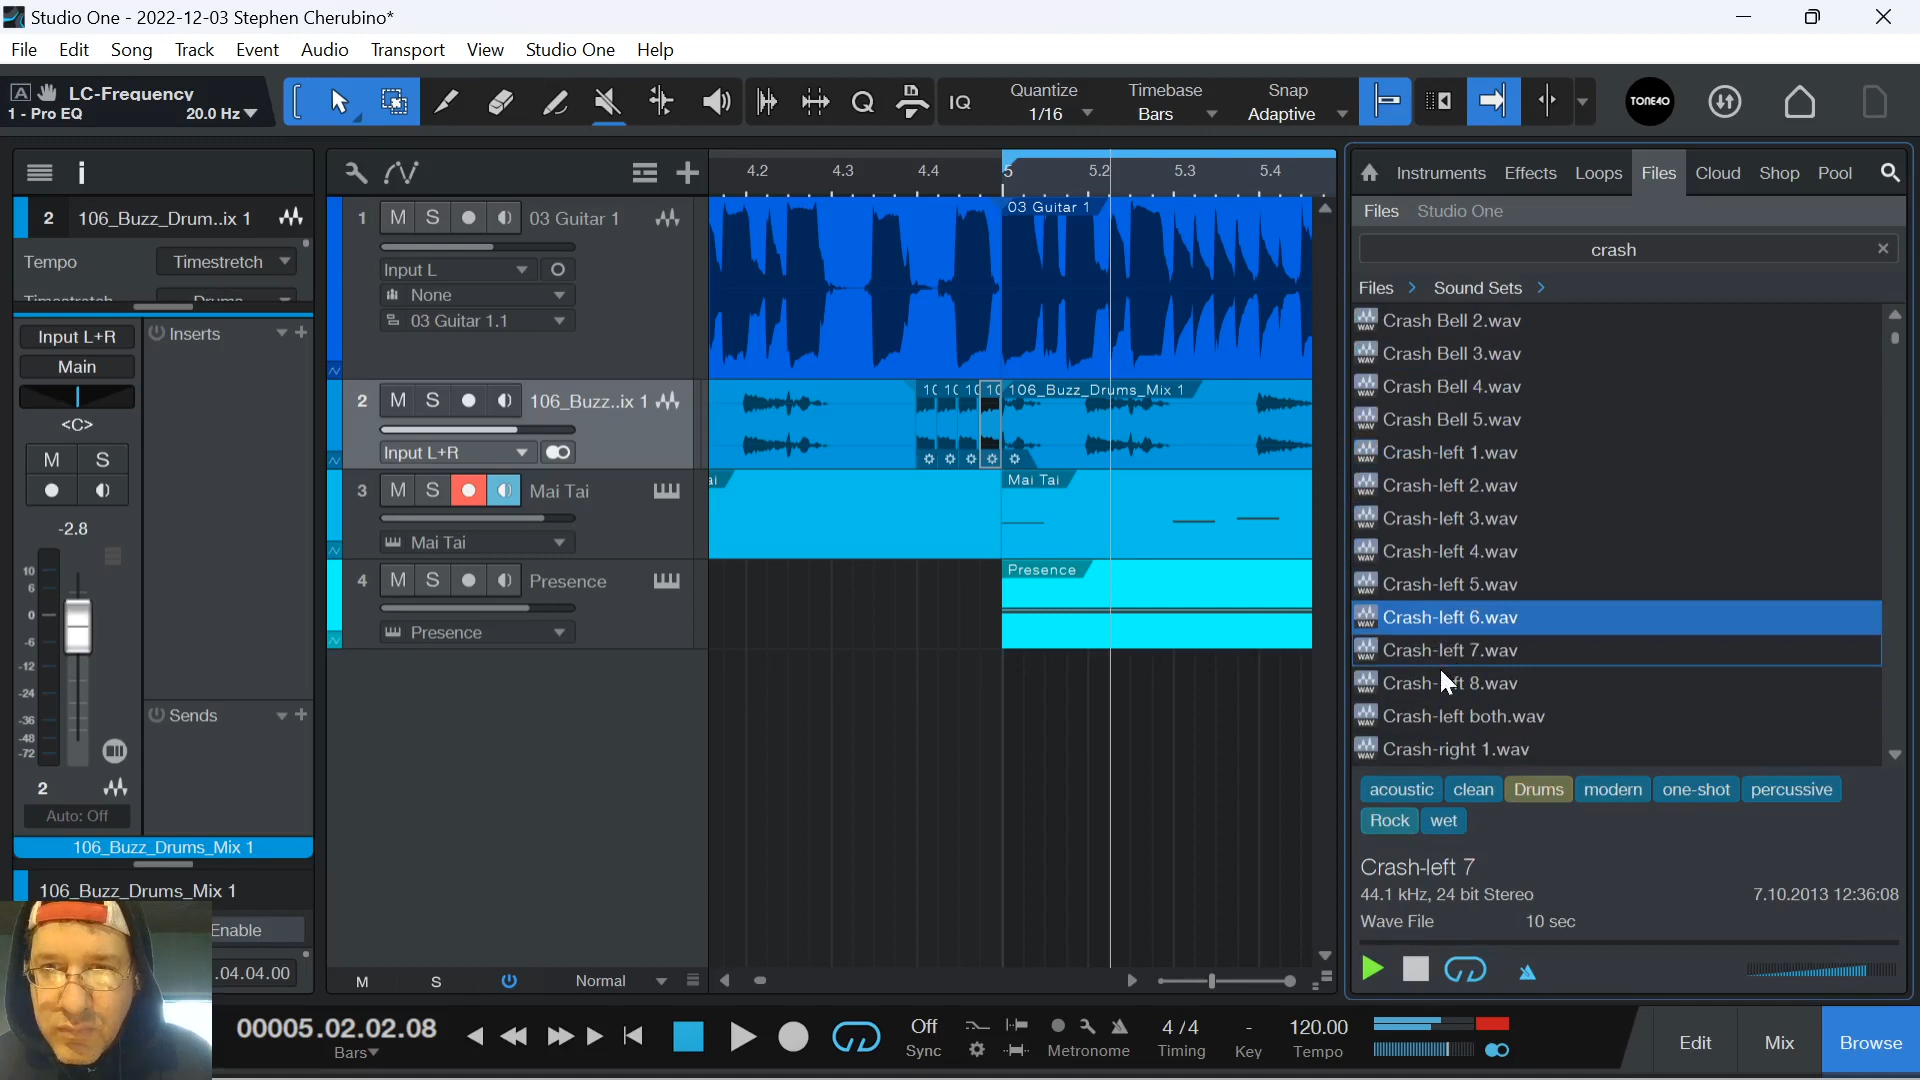 Studio One - 2022-12-03 Stephen Cherubino*
File Edit Song Track Event Audio Transport View Studio One Help
A LC-Frequency
1 - Pro EQ 20.0 Hz
Q IQ
Quantize 1/16
Timebase Bars
Snap Adaptive
TONE40
i
2 106_Buzz_Drum..ix 1
Tempo Timestretch
Input L+R
Main
<C>
M S
-2.8
10
6
0
-6
-12
-24
-36
-48
-72
2
Auto: Off
Inserts
Sends
106_Buzz_Drums_Mix 1
106_Buzz_Drums_Mix 1
Enable
.04.04.00
1 M S 03 Guitar 1
Input L
None
03 Guitar 1.1
2 M S 106_Buzz..ix 1
Input L+R
3 M S Mai Tai
Mai Tai
4 M S Presence
Presence
M S Normal
4.2 4.3 4.4 5 5.2 5.3 5.4
03 Guitar 1
106_Buzz_Drums_Mix 1
Mai Tai
Presence
Instruments Effects Loops Files Cloud Shop Pool
Files Studio One
crash
Files Sound Sets
Crash Bell 2.wav
Crash Bell 3.wav
Crash Bell 4.wav
Crash Bell 5.wav
Crash-left 1.wav
Crash-left 2.wav
Crash-left 3.wav
Crash-left 4.wav
Crash-left 5.wav
Crash-left 6.wav
Crash-left 7.wav
Crash-left 8.wav
Crash-left both.wav
Crash-right 1.wav
acoustic clean Drums modern one-shot percussive
Rock wet
Crash-left 7
44.1 kHz, 24 bit Stereo 7.10.2013 12:36:08
Wave File 10 sec
00005.02.02.08
Bars
Off
Sync
Metronome
4 / 4
Timing
-
Key
120.00
Tempo
Edit Mix Browse